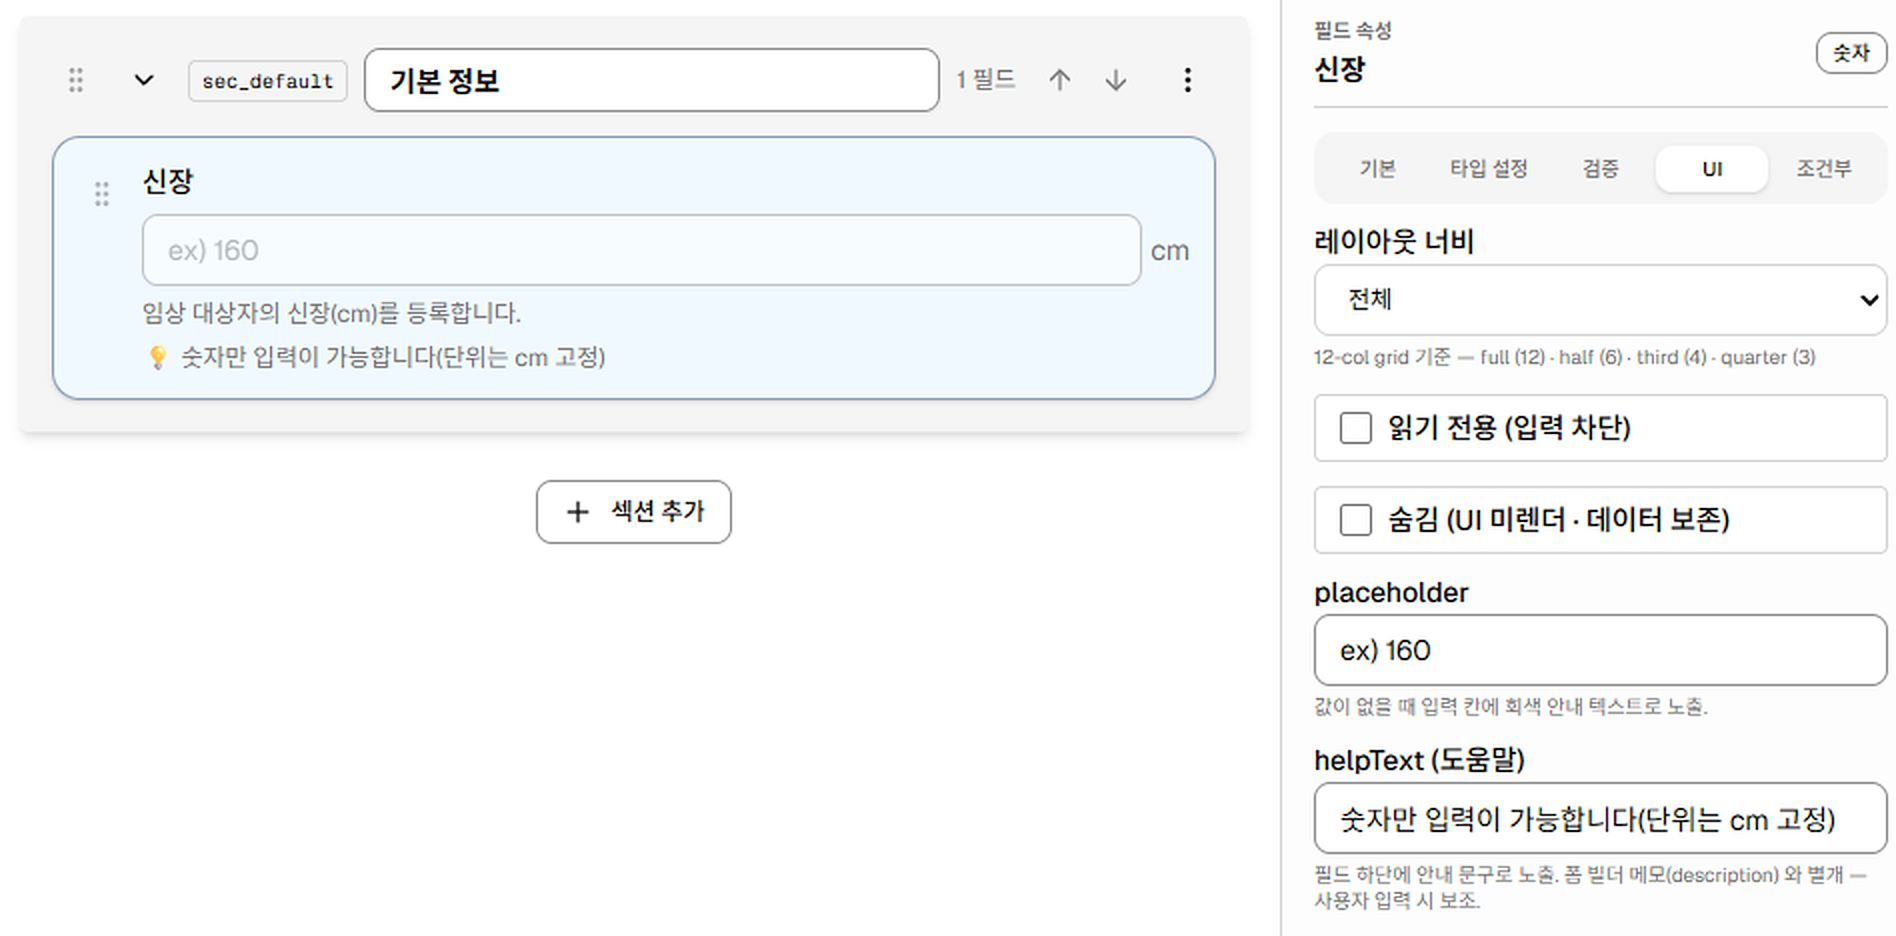 sec_default
기본 정보
1 필드
신장
ex) 160
cm
임상 대상자의 신장(cm)를 등록합니다.
숫자만 입력이 가능합니다(단위는 cm 고정)
섹션 추가
필드 속성
신장
숫자
기본
타입 설정
검증
UI
조건부
레이아웃 너비
전체
12-col grid 기준 — full (12) · half (6) · third (4) · quarter (3)
읽기 전용 (입력 차단)
숨김 (UI 미렌더 · 데이터 보존)
placeholder
ex) 160
값이 없을 때 입력 칸에 회색 안내 텍스트로 노출.
helpText (도움말)
숫자만 입력이 가능합니다(단위는 cm 고정)
필드 하단에 안내 문구로 노출. 폼 빌더 메모(description) 와 별개 —
사용자 입력 시 보조.